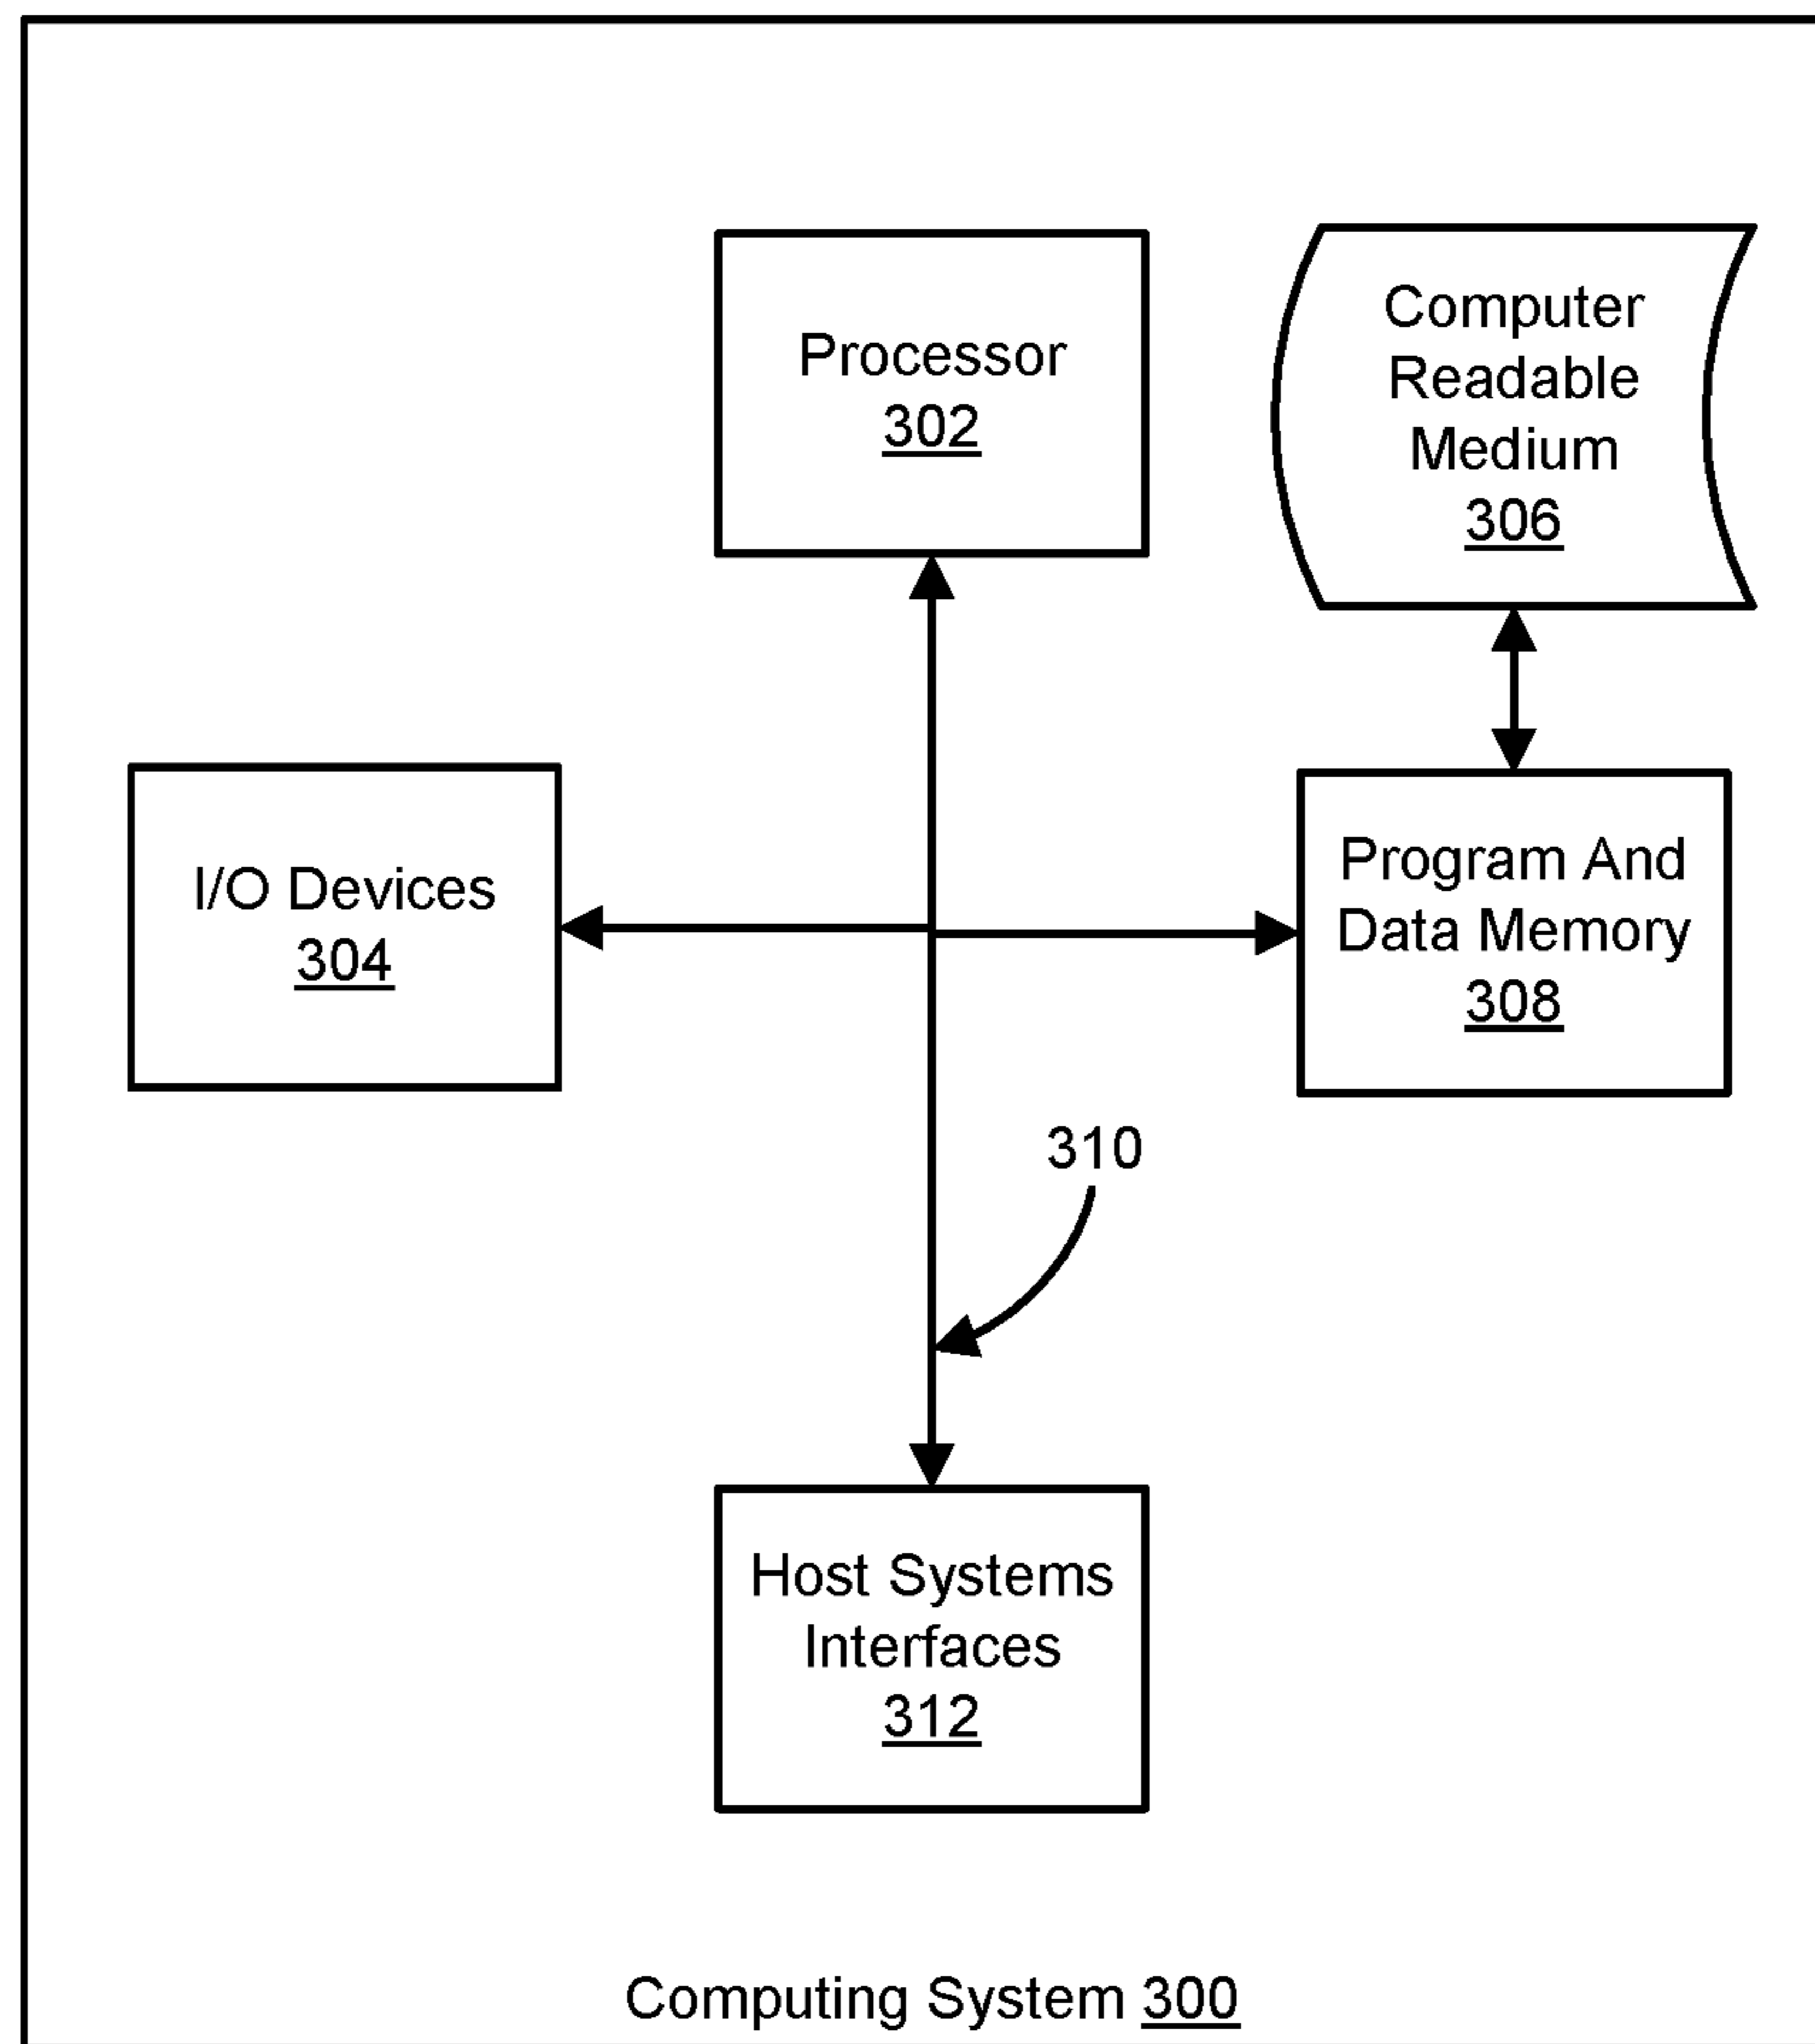 Processor
302
Computer
Readable
Medium
306
I/O Devices
304
Program And
Data Memory
308
310
Host Systems
Interfaces
312
Computing System 300